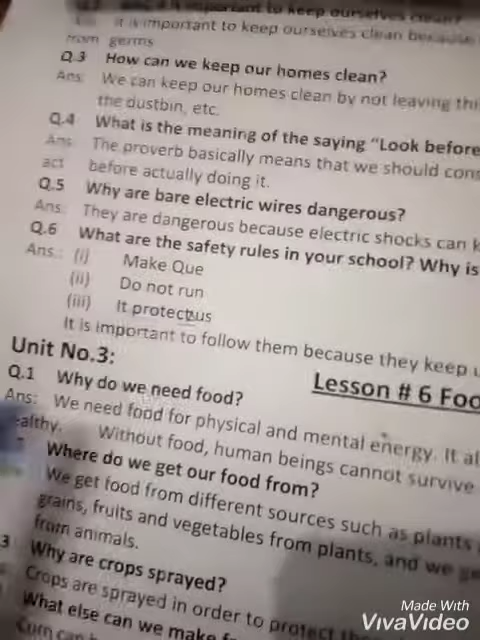 important to keep ourselves clean?
it is important to keep ourselves clean because
from germs
Q.3 How can we keep our homes clean?
Ans: We can keep our homes clean by not leaving thi
the dustbin, etc.
Q.4 What is the meaning of the saying "Look before
Ans The proverb basically means that we should cons
act before actually doing it.
Q.5 Why are bare electric wires dangerous?
Ans: They are dangerous because electric shocks can k
Q.6 What are the safety rules in your school? Why is
Ans.: (i) Make Que
(ii) Do not run
(iii) It protectus
It is important to follow them because they keep u
Unit No.3:
Lesson # 6 Foo
Q.1 Why do we need food?
Ans: We need food for physical and mental energy. It al
ealthy. Without food, human beings cannot survive
Where do we get our food from?
We get food from different sources such as plants
grains, fruits and vegetables from plants, and we ge
from animals.
3 Why are crops sprayed?
Crops are sprayed in order to protect
What else can we make
Corn can
Made With
VivaVideo